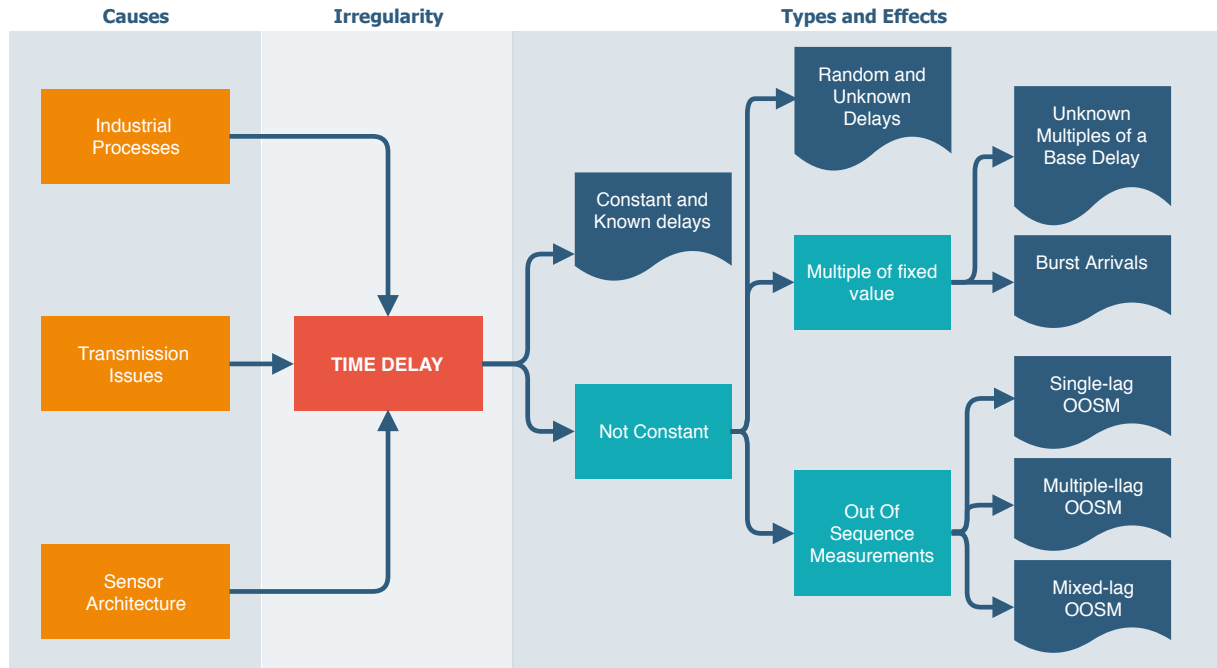 Causes
Irregularity
Types and Effects
Industrial
Processes
Transmission
Issues
Sensor
Architecture
TIME DELAY
Constant and
Known delays
Not Constant
Random and
Unknown
Delays
Multiple of fixed
value
Out Of
Sequence
Measurements
Unknown
Multiples of a
Base Delay
Burst Arrivals
Single-lag
OOSM
Multiple-llag
OOSM
Mixed-lag
OOSM